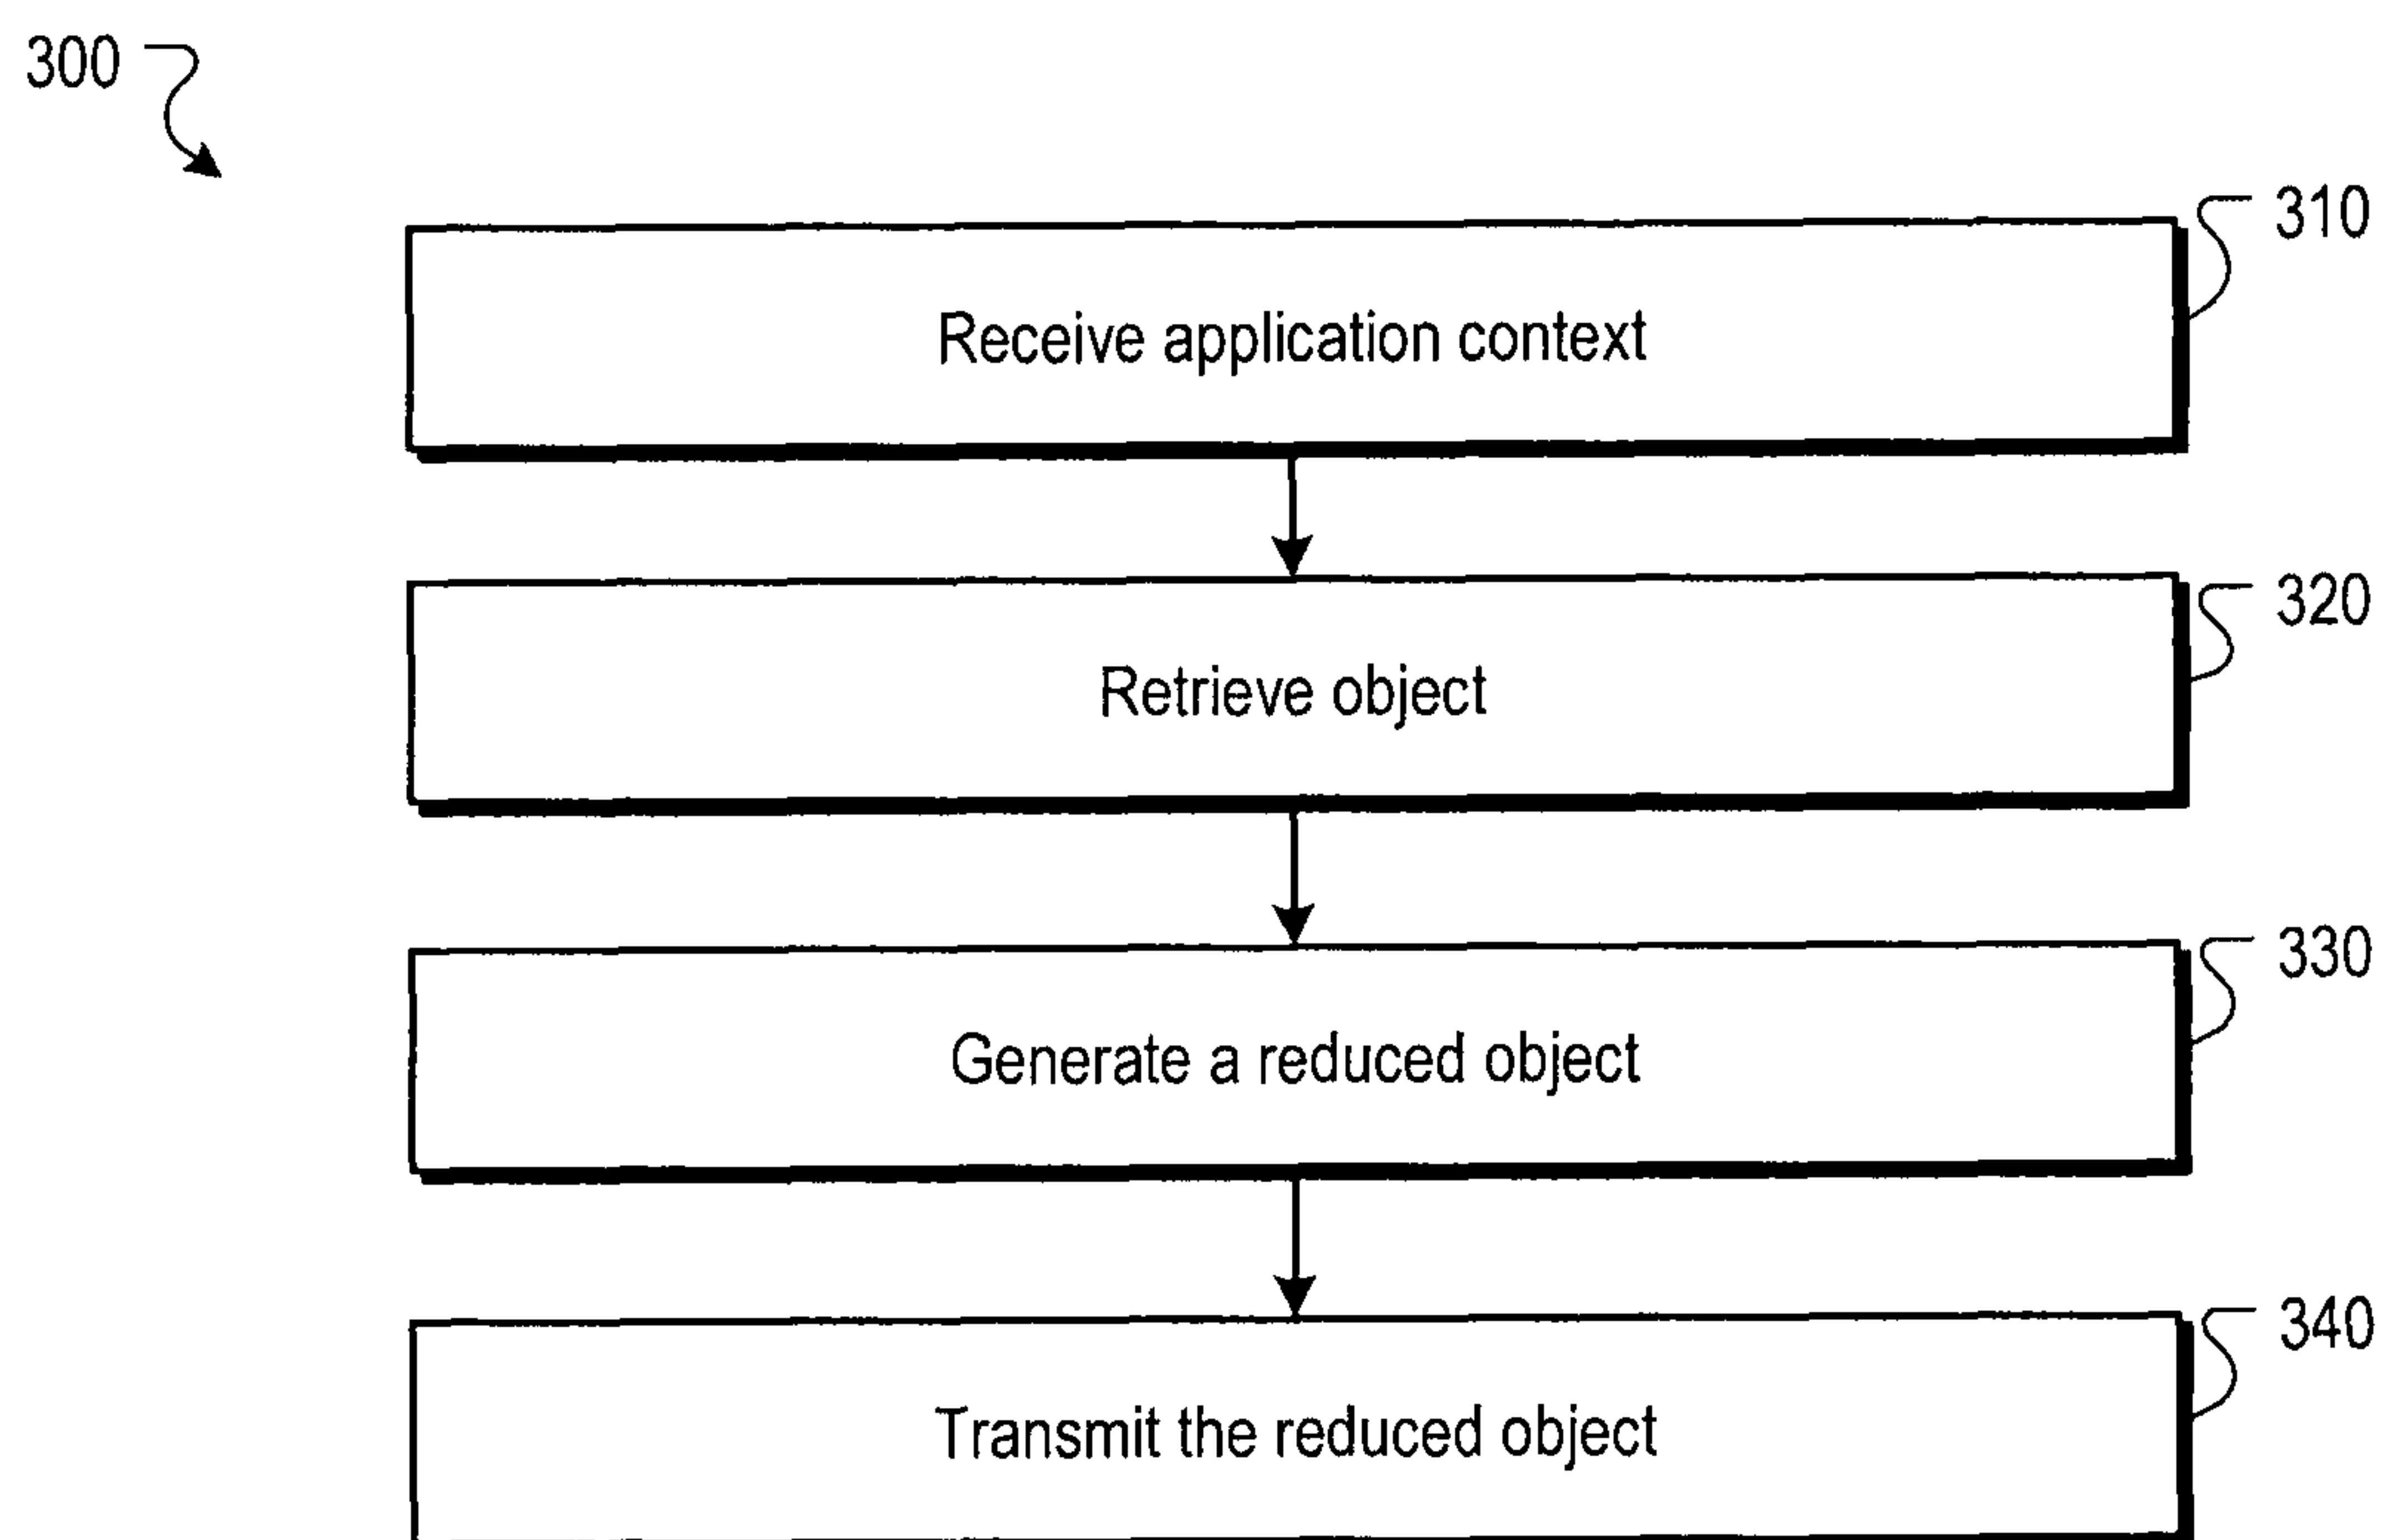 300
310
Receive application context
320
Retrieve object
330
Generate a reduced object
340
Transmit the reduced object